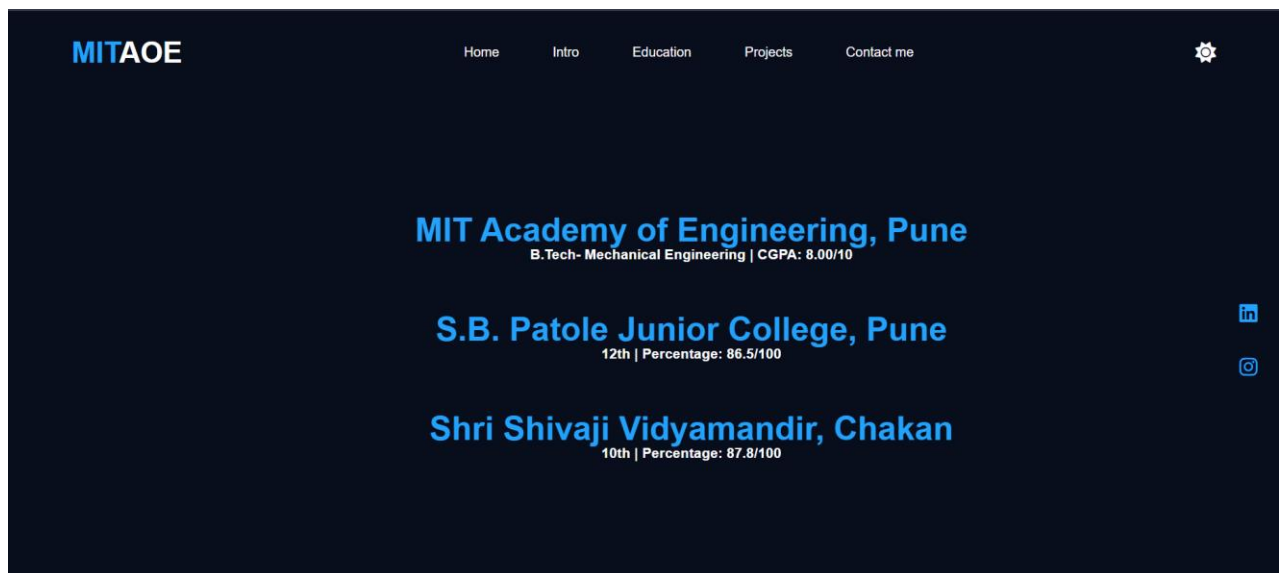 MITAOE
Home Intro Education Projects Contact me
MIT Academy of Engineering, Pune
B.Tech- Mechanical Engineering | CGPA: 8.00/10
S.B. Patole Junior College, Pune
12th | Percentage: 86.5/100
Shri Shivaji Vidyamandir, Chakan
10th | Percentage: 87.8/100
in